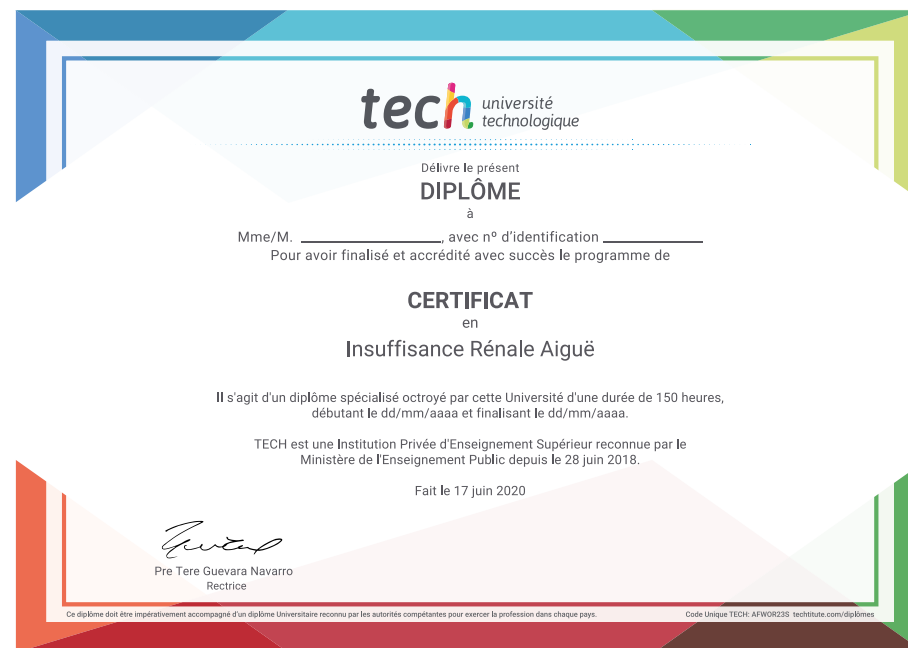 tech université
technologique
Délivre le présent
DIPLÔME
à
Mme/M. ____________________, avec nº d'identification ______________
Pour avoir finalisé et accrédité avec succès le programme de
CERTIFICAT
en
Insuffisance Rénale Aiguë
Il s'agit d'un diplôme spécialisé octroyé par cette Université d'une durée de 150 heures,
débutant le dd/mm/aaaa et finalisant le dd/mm/aaaa.
TECH est une Institution Privée d'Enseignement Supérieur reconnue par le
Ministère de l'Enseignement Public depuis le 28 juin 2018.
Fait le 17 juin 2020
Pre Tere Guevara Navarro
Rectrice
Ce diplôme doit être impérativement accompagné d'un diplôme Universitaire reconnu par les autorités compétentes pour exercer la profession dans chaque pays.
Code Unique TECH: AFWOR23S techtitute.com/diplômes